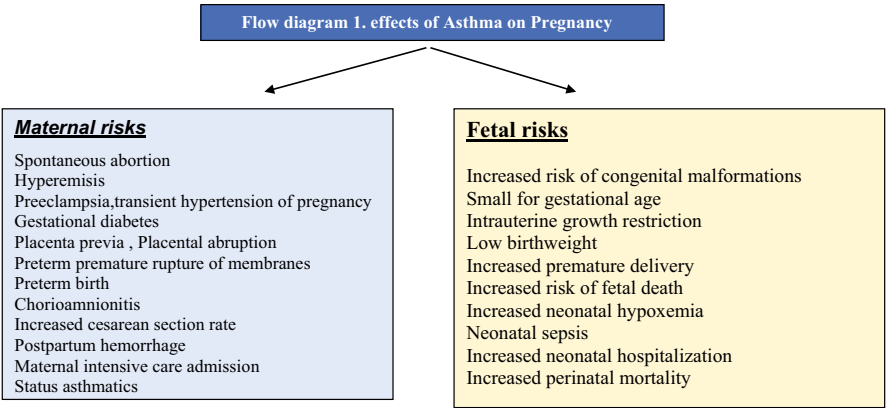 Flow diagram 1. effects of Asthma on Pregnancy
Maternal risks
Spontaneous abortion
Hyperemisis
Preeclampsia,transient hypertension of pregnancy
Gestational diabetes
Placenta previa , Placental abruption
Preterm premature rupture of membranes
Preterm birth
Chorioamnionitis
Increased cesarean section rate
Postpartum hemorrhage
Maternal intensive care admission
Status asthmatics
Fetal risks
Increased risk of congenital malformations
Small for gestational age
Intrauterine growth restriction
Low birthweight
Increased premature delivery
Increased risk of fetal death
Increased neonatal hypoxemia
Neonatal sepsis
Increased neonatal hospitalization
Increased perinatal mortality